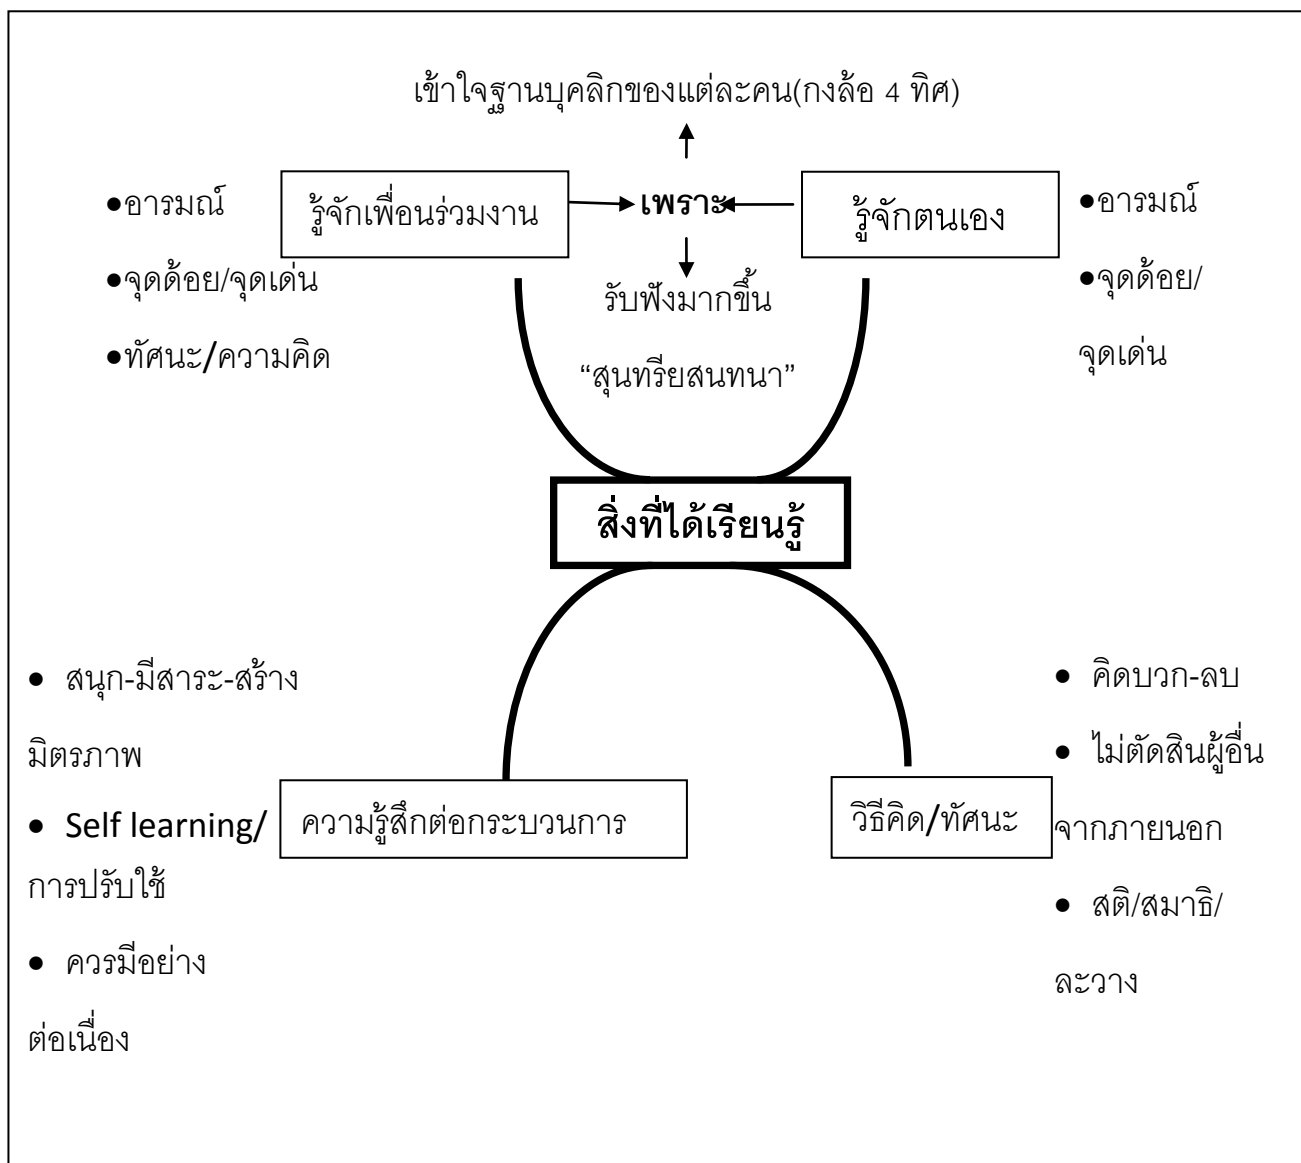 เข้าใจฐานบุคลิกของแต่ละคน(กงล้อ 4 ทิศ)
●อารมณ์
●จุดด้อย/จุดเด่น
●ทัศนะ/ความคิด
รู้จักเพื่อนร่วมงาน
เพราะ
รู้จักตนเอง
●อารมณ์
●จุดด้อย/
จุดเด่น
รับฟังมากขึ้น
“สุนทรียสนทนา”
สิ่งที่ได้เรียนรู้
● สนุก-มีสาระ-สร้าง
มิตรภาพ
● Self learning/
การปรับใช้
● ควรมีอย่าง
ต่อเนื่อง
ความรู้สึกต่อกระบวนการ
วิธีคิด/ทัศนะ
● คิดบวก-ลบ
● ไม่ตัดสินผู้อื่น
จากภายนอก
● สติ/สมาธิ/
ละวาง